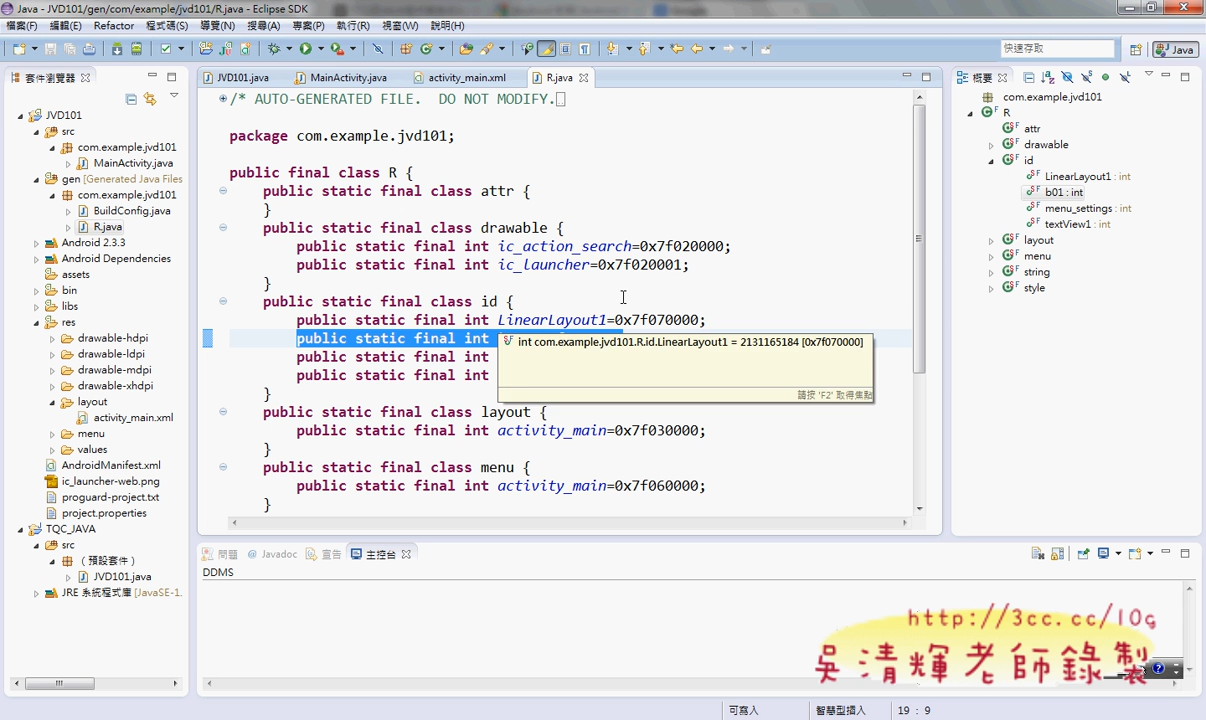 Java - JVD101/gen/com/example/jvd101/R.java - Eclipse SDK
檔案(F) 編輯(E) Refactor 程式碼(S) 導覽(N) 搜尋(A) 專案(P) 執行(R) 視窗(W) 說明(H)
快速存取
Java
套件瀏覽器
JVD101
src
com.example.jvd101
MainActivity.java
gen [Generated Java Files
com.example.jvd101
BuildConfig.java
R.java
Android 2.3.3
Android Dependencies
assets
bin
libs
res
drawable-hdpi
drawable-ldpi
drawable-mdpi
drawable-xhdpi
layout
activity_main.xml
menu
values
AndroidManifest.xml
ic_launcher-web.png
proguard-project.txt
project.properties
TQC_JAVA
src
(預設套件)
JVD101.java
JRE 系統程式庫 [JavaSE-1.
JVD101.java MainActivity.java activity_main.xml R.java
/* AUTO-GENERATED FILE.  DO NOT MODIFY.
package com.example.jvd101;
public final class R {
public static final class attr {
}
public static final class drawable {
public static final int ic_action_search=0x7f020000;
public static final int ic_launcher=0x7f020001;
}
public static final class id {
public static final int LinearLayout1=0x7f070000;
public static final int
public static final int
public static final int
int com.example.jvd101.R.id.LinearLayout1 = 2131165184 [0x7f070000]
請按 'F2' 取得焦點
}
public static final class layout {
public static final int activity_main=0x7f030000;
}
public static final class menu {
public static final int activity_main=0x7f060000;
}
概要
com.example.jvd101
R
attr
drawable
id
LinearLayout1 : int
b01 : int
menu_settings : int
textView1 : int
layout
menu
string
style
問題 Javadoc 宣告 主控台
DDMS
http://3cc.cc/10g
吳清輝老師錄製
可寫入 智慧型插入 19 : 9